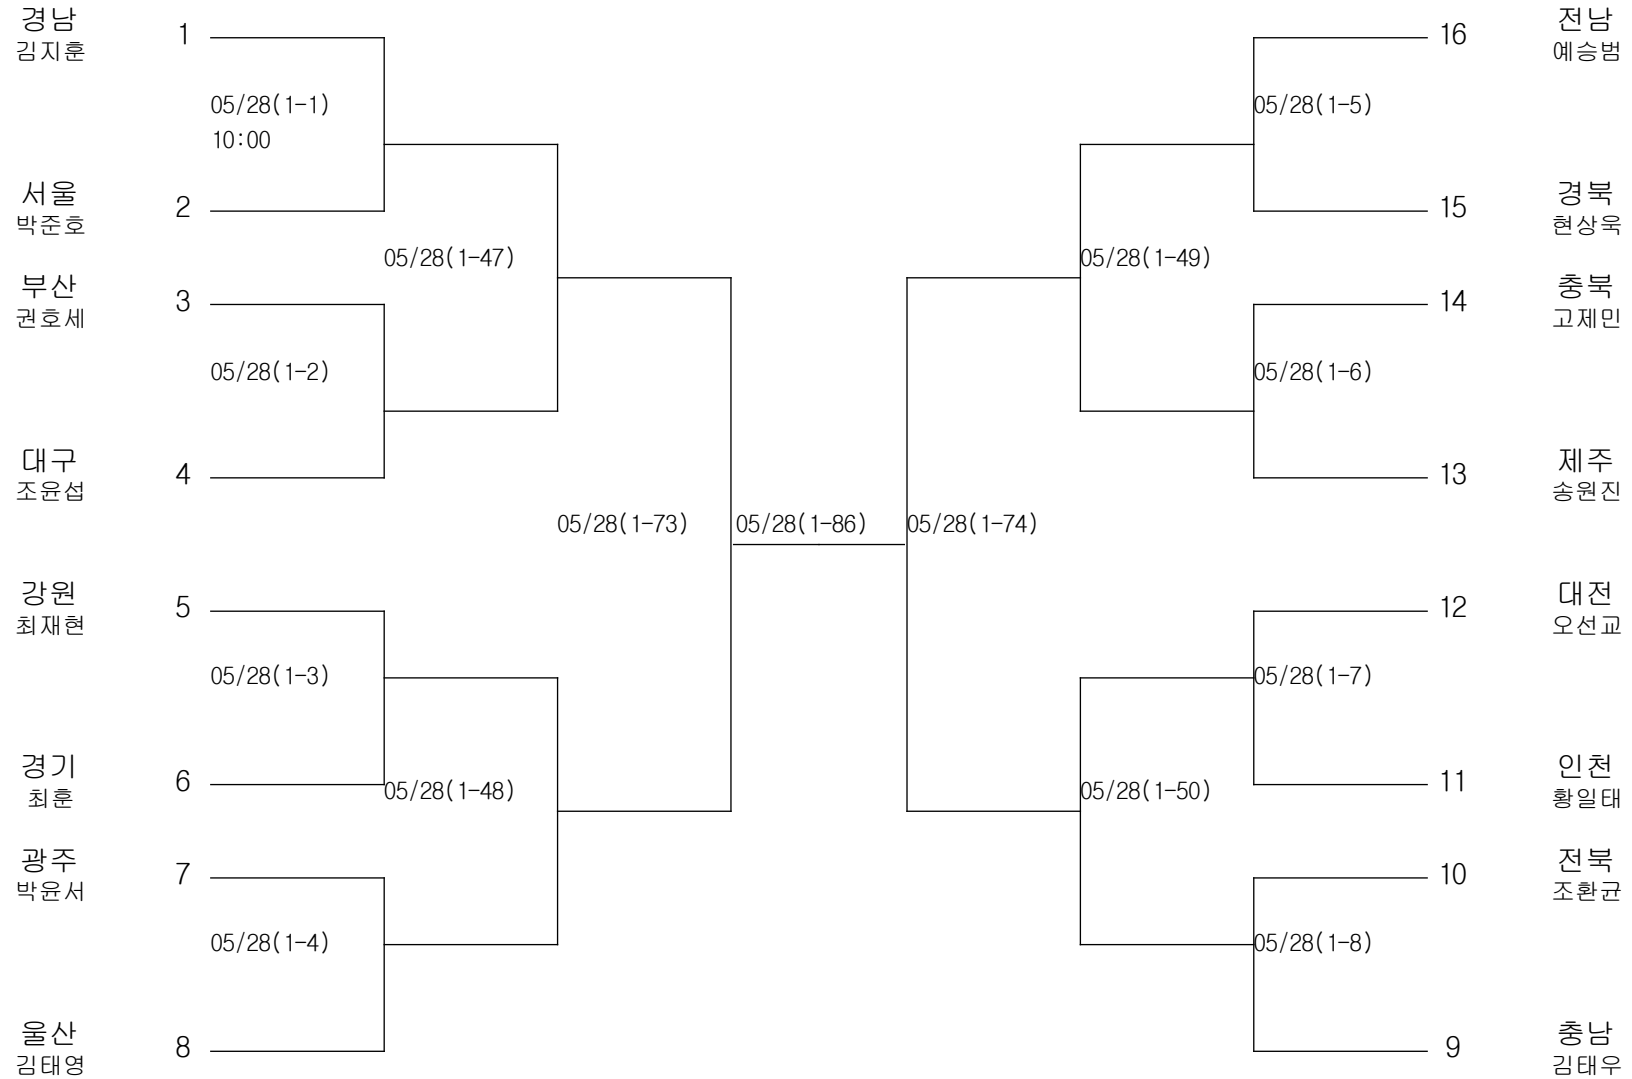 경남
김지훈
1
16
전남
예승범
05/28(1-1)
10:00
05/28(1-5)
서울
박준호
2
15
경북
현상욱
05/28(1-47)
05/28(1-49)
부산
권호세
3
14
충북
고제민
05/28(1-2)
05/28(1-6)
대구
조윤섭
4
13
제주
송원진
05/28(1-73)
05/28(1-86)
05/28(1-74)
강원
최재현
5
12
대전
오선교
05/28(1-3)
05/28(1-7)
경기
최훈
6
05/28(1-48)
05/28(1-50)
11
인천
황일태
광주
박윤서
7
10
전북
조환균
05/28(1-4)
05/28(1-8)
울산
김태영
8
9
충남
김태우